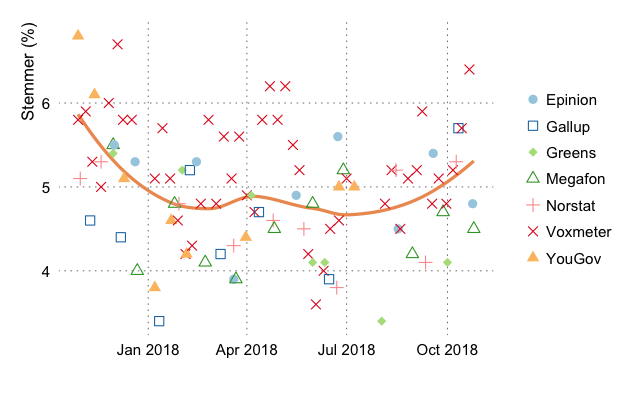 Stemmer (%)
6
5
4
Jan 2018
Apr 2018
Jul 2018
Oct 2018
Epinion
Gallup
Greens
Megafon
Norstat
Voxmeter
YouGov